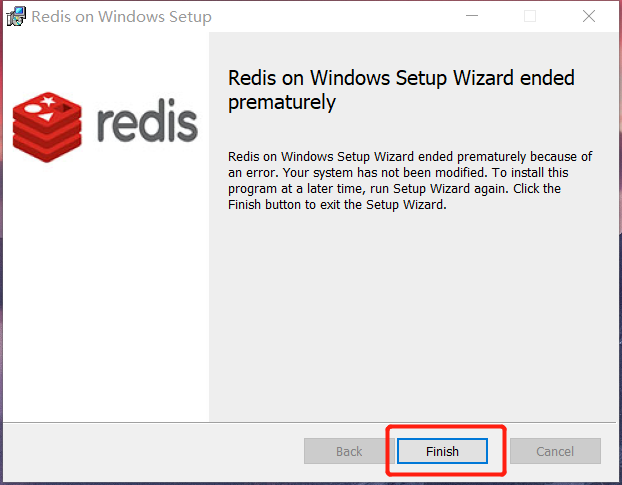 Redis on Windows Setup
redis
Redis on Windows Setup Wizard ended
prematurely
Redis on Windows Setup Wizard ended prematurely because of
an error. Your system has not been modified. To install this
program at a later time, run Setup Wizard again. Click the
Finish button to exit the Setup Wizard.
Back
Finish
Cancel